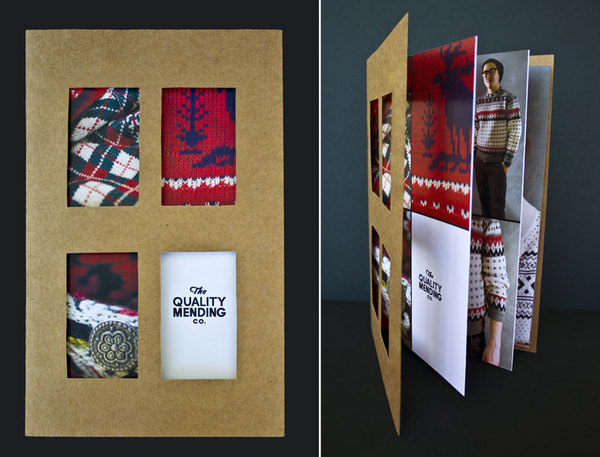 The
QUALITY
MENDING
CO.
The
QUALITY
MENDING
CO.